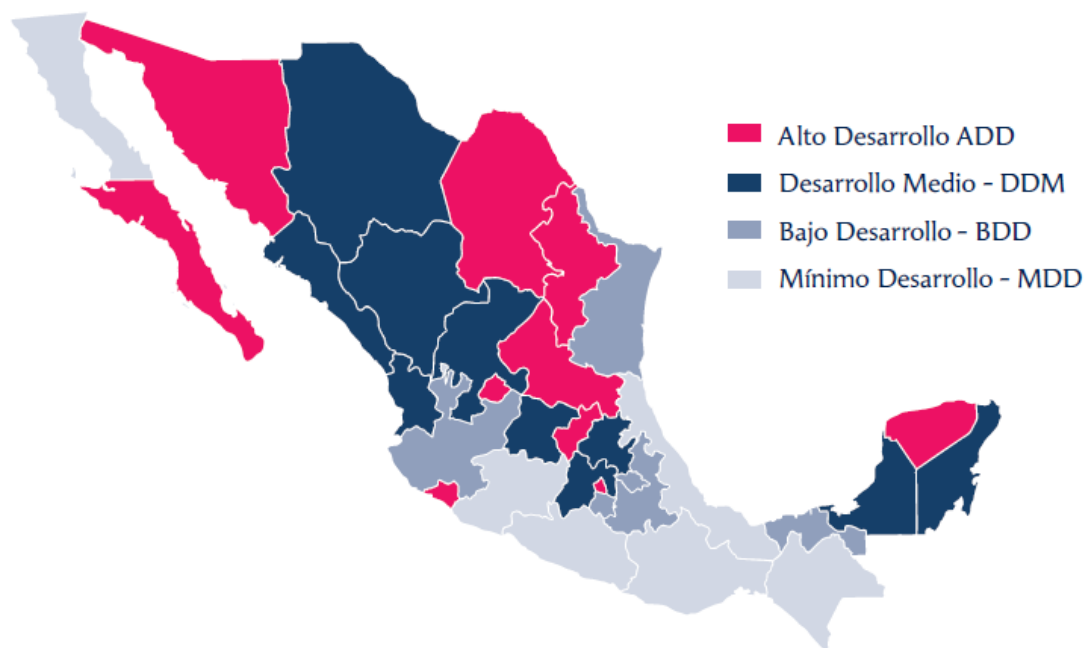 Alto Desarrollo ADD
Desarrollo Medio - DDM
Bajo Desarrollo - BDD
Mínimo Desarrollo - MDD